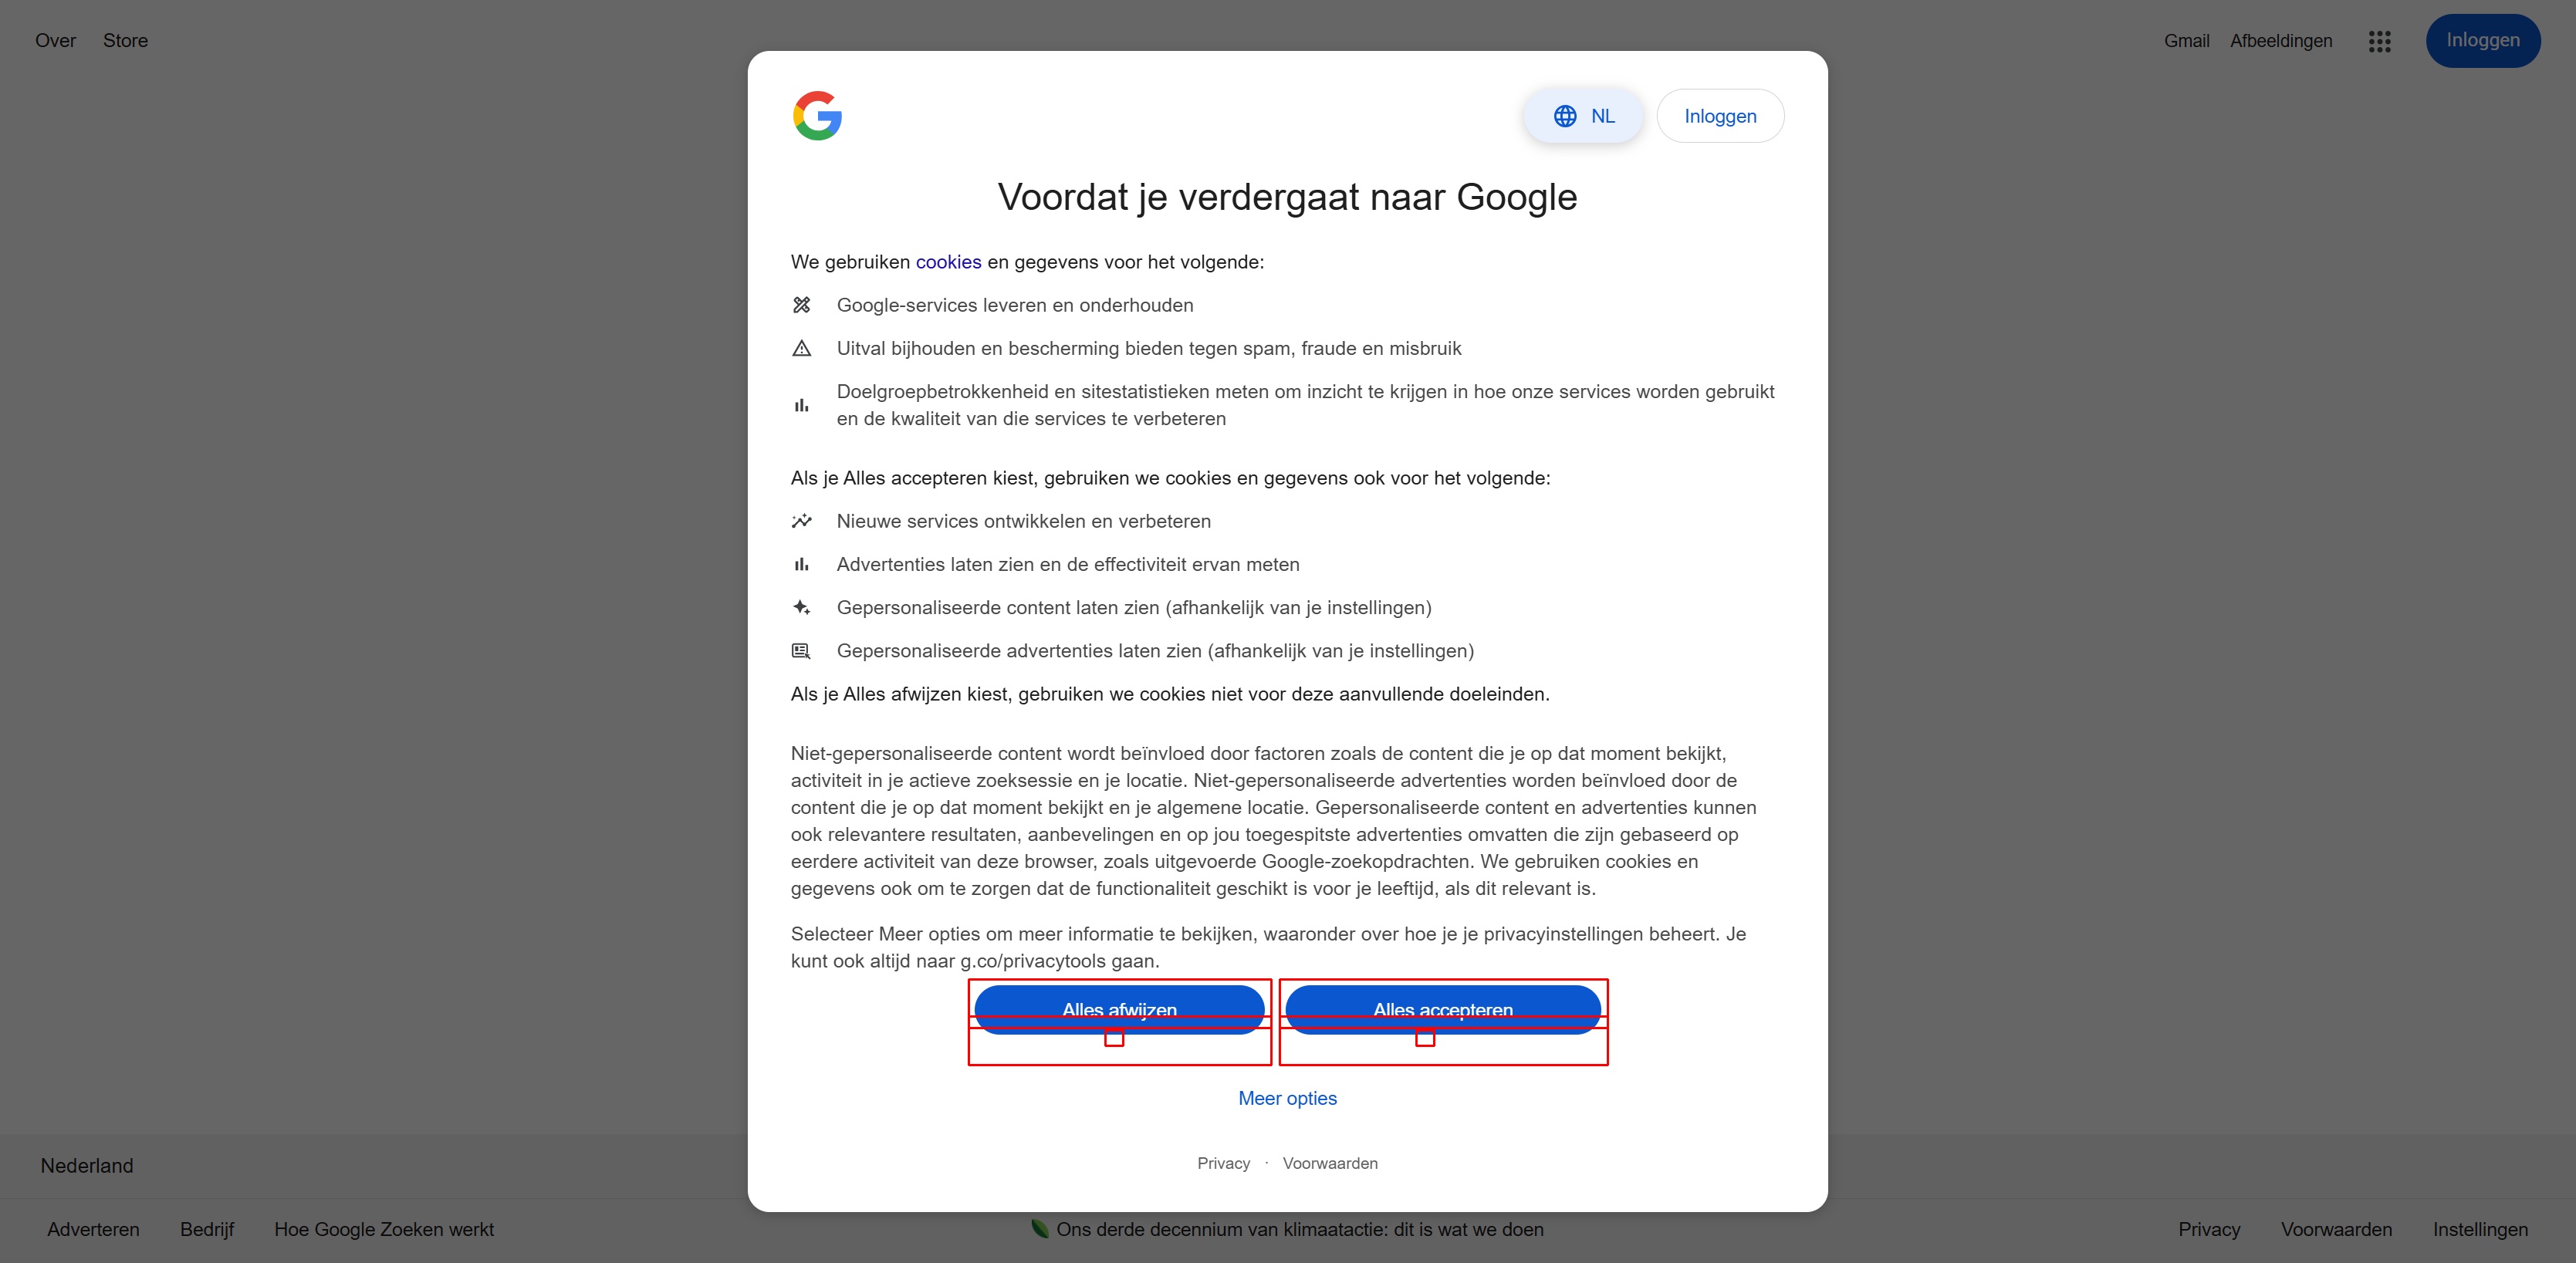 Over Store Gmail Afbeeldingen Inloggen
NL Inloggen
Voordat je verdergaat naar Google
We gebruiken cookies en gegevens voor het volgende:
Google-services leveren en onderhouden
Uitval bijhouden en bescherming bieden tegen spam, fraude en misbruik
Doelgroepbetrokkenheid en sitestatistieken meten om inzicht te krijgen in hoe onze services worden gebruikt
en de kwaliteit van die services te verbeteren
Als je Alles accepteren kiest, gebruiken we cookies en gegevens ook voor het volgende:
Nieuwe services ontwikkelen en verbeteren
Advertenties laten zien en de effectiviteit ervan meten
Gepersonaliseerde content laten zien (afhankelijk van je instellingen)
Gepersonaliseerde advertenties laten zien (afhankelijk van je instellingen)
Als je Alles afwijzen kiest, gebruiken we cookies niet voor deze aanvullende doeleinden.
Niet-gepersonaliseerde content wordt beïnvloed door factoren zoals de content die je op dat moment bekijkt,
activiteit in je actieve zoeksessie en je locatie. Niet-gepersonaliseerde advertenties worden beïnvloed door de
content die je op dat moment bekijkt en je algemene locatie. Gepersonaliseerde content en advertenties kunnen
ook relevantere resultaten, aanbevelingen en op jou toegespitste advertenties omvatten die zijn gebaseerd op
eerdere activiteit van deze browser, zoals uitgevoerde Google-zoekopdrachten. We gebruiken cookies en
gegevens ook om te zorgen dat de functionaliteit geschikt is voor je leeftijd, als dit relevant is.
Selecteer Meer opties om meer informatie te bekijken, waaronder over hoe je je privacyinstellingen beheert. Je
kunt ook altijd naar g.co/privacytools gaan.
Alles afwijzen Alles accepteren
Meer opties
Privacy · Voorwaarden
Nederland
Adverteren Bedrijf Hoe Google Zoeken werkt Ons derde decennium van klimaatactie: dit is wat we doen Privacy Voorwaarden Instellingen